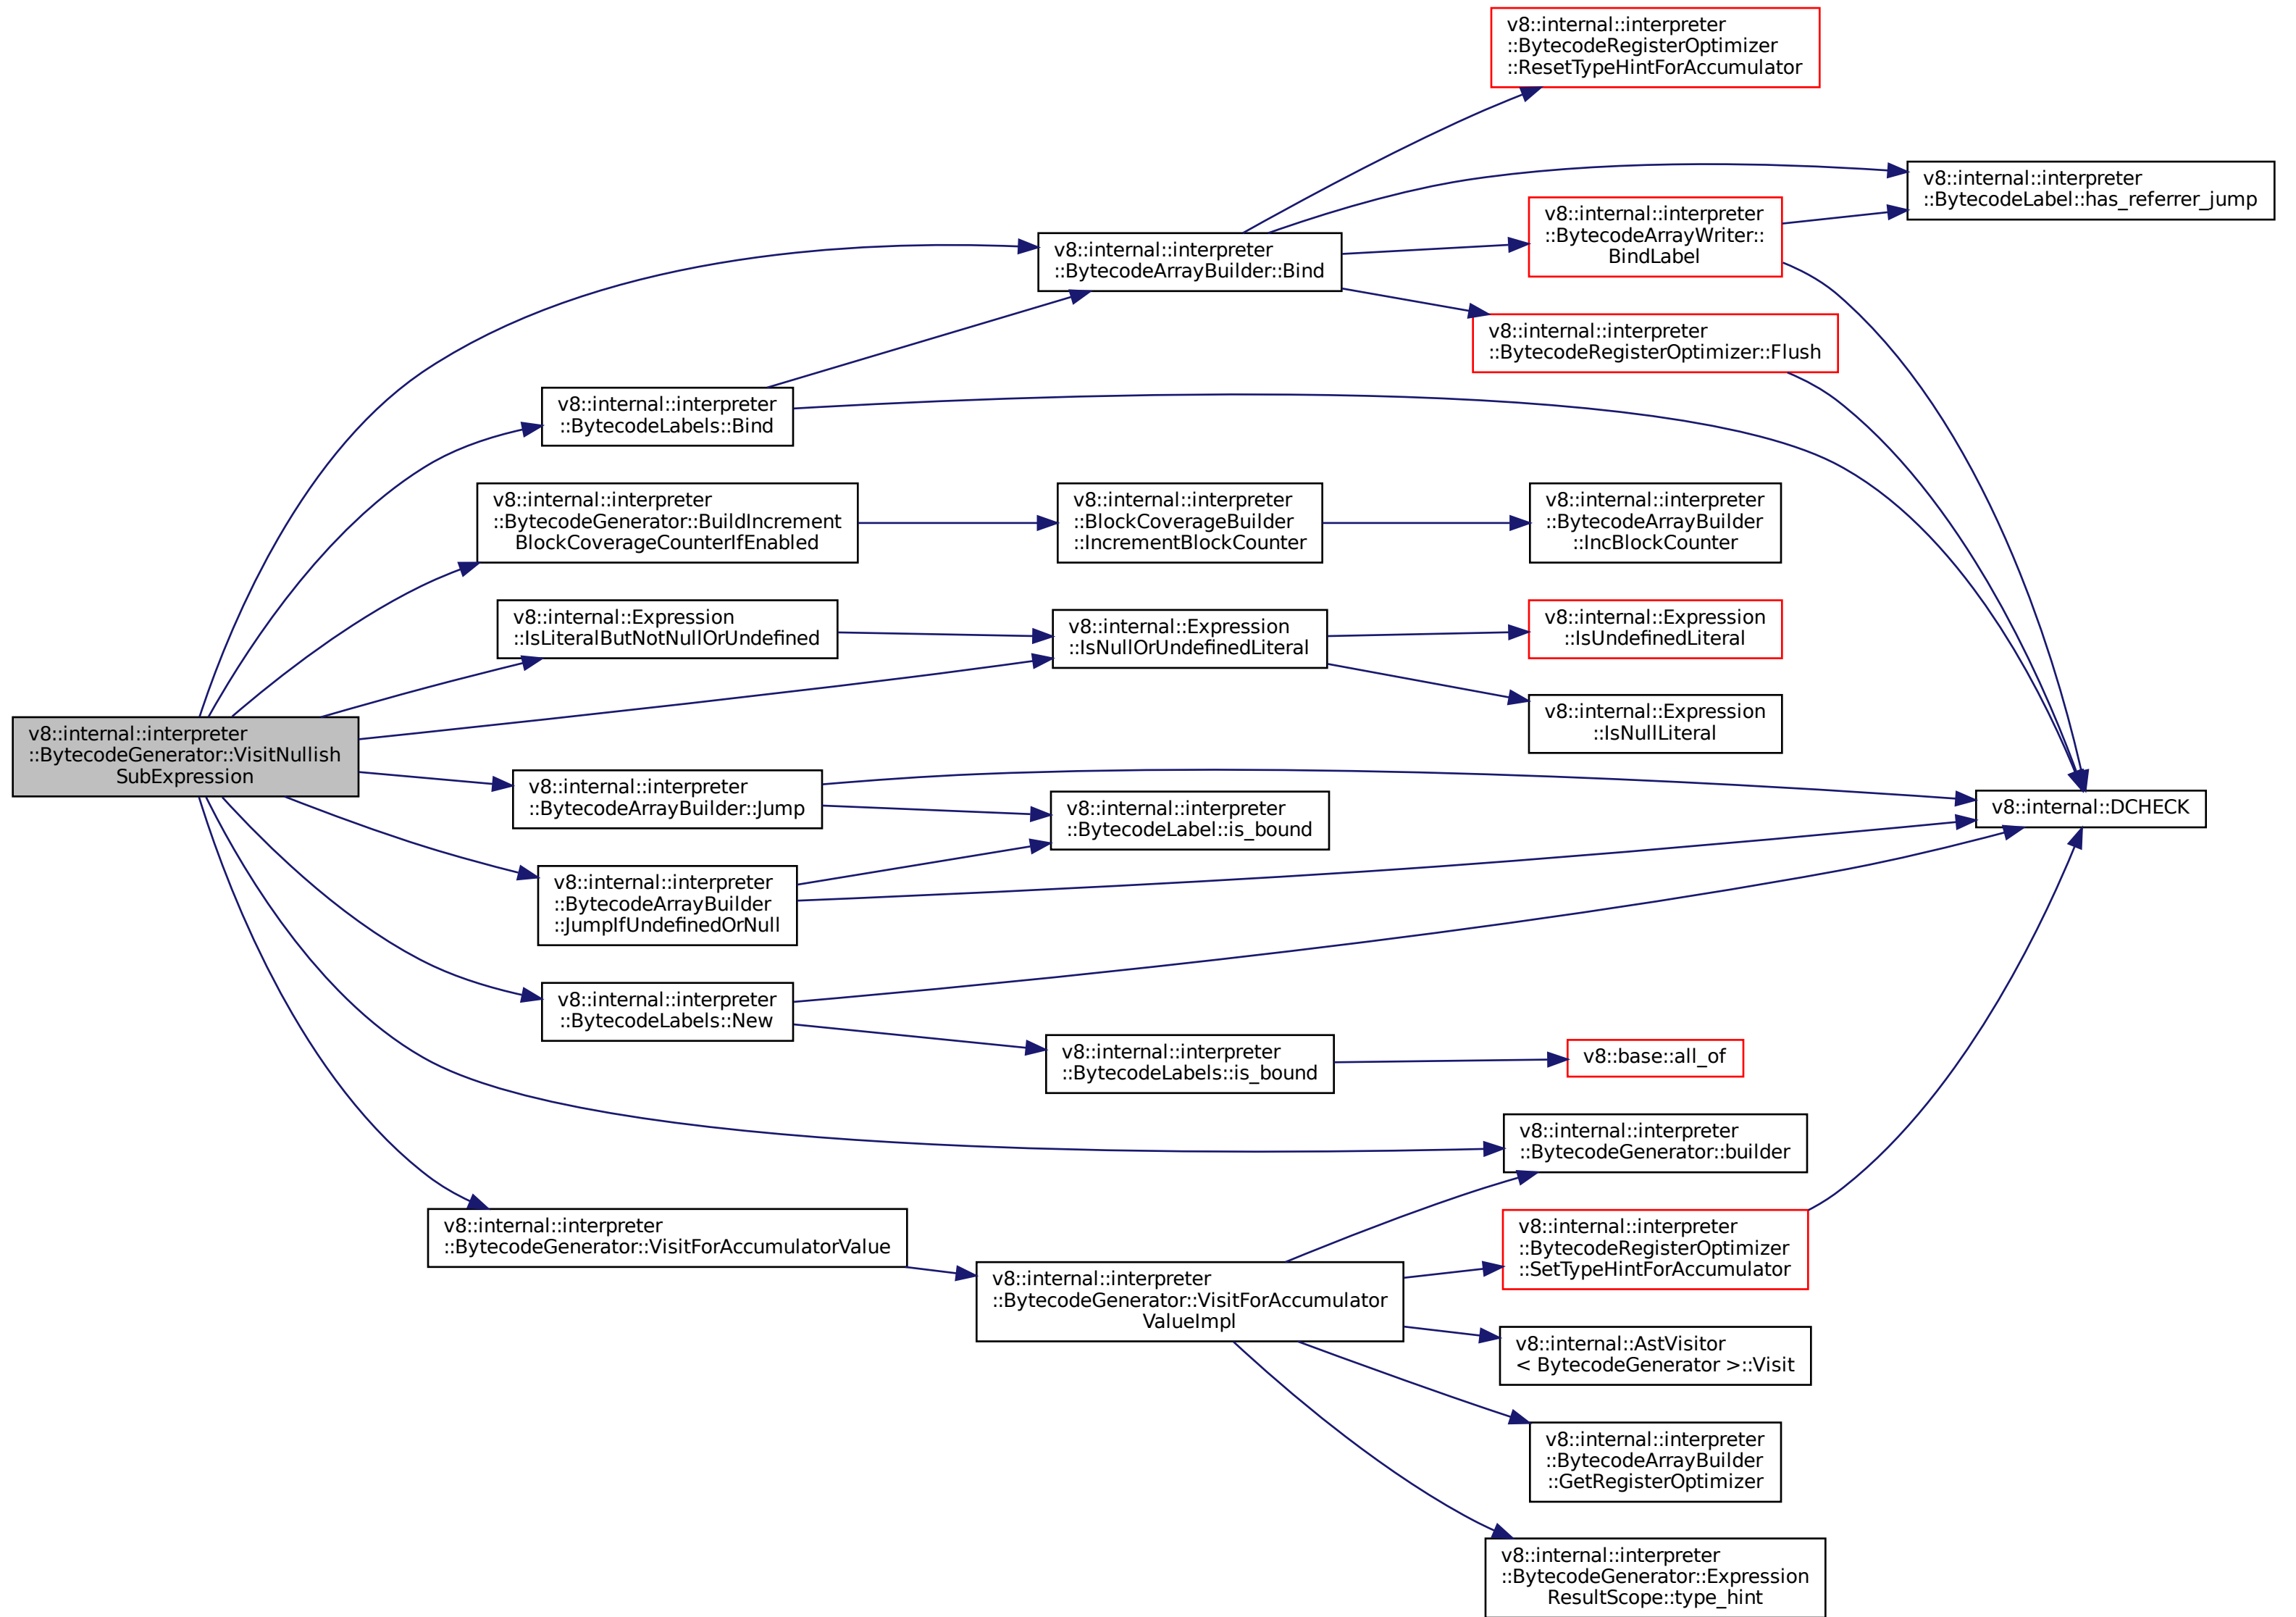 v8::internal::interpreter
::BytecodeRegisterOptimizer
::ResetTypeHintForAccumulator
v8::internal::interpreter
::BytecodeLabel::has_referrer_jump
v8::internal::interpreter
::BytecodeArrayWriter::
BindLabel
v8::internal::interpreter
::BytecodeArrayBuilder::Bind
v8::internal::interpreter
::BytecodeRegisterOptimizer::Flush
v8::internal::interpreter
::BytecodeLabels::Bind
v8::internal::interpreter
::BytecodeGenerator::BuildIncrement
BlockCoverageCounterIfEnabled
v8::internal::interpreter
::BlockCoverageBuilder
::IncrementBlockCounter
v8::internal::interpreter
::BytecodeArrayBuilder
::IncBlockCounter
v8::internal::Expression
::IsLiteralButNotNullOrUndefined
v8::internal::Expression
::IsNullOrUndefinedLiteral
v8::internal::Expression
::IsUndefinedLiteral
v8::internal::Expression
::IsNullLiteral
v8::internal::interpreter
::BytecodeGenerator::VisitNullish
SubExpression
v8::internal::interpreter
::BytecodeArrayBuilder::Jump
v8::internal::interpreter
::BytecodeLabel::is_bound
v8::internal::DCHECK
v8::internal::interpreter
::BytecodeArrayBuilder
::JumpIfUndefinedOrNull
v8::internal::interpreter
::BytecodeLabels::New
v8::internal::interpreter
::BytecodeLabels::is_bound
v8::base::all_of
v8::internal::interpreter
::BytecodeGenerator::builder
v8::internal::interpreter
::BytecodeGenerator::VisitForAccumulatorValue
v8::internal::interpreter
::BytecodeGenerator::VisitForAccumulator
ValueImpl
v8::internal::interpreter
::BytecodeRegisterOptimizer
::SetTypeHintForAccumulator
v8::internal::AstVisitor
< BytecodeGenerator >::Visit
v8::internal::interpreter
::BytecodeArrayBuilder
::GetRegisterOptimizer
v8::internal::interpreter
::BytecodeGenerator::Expression
ResultScope::type_hint